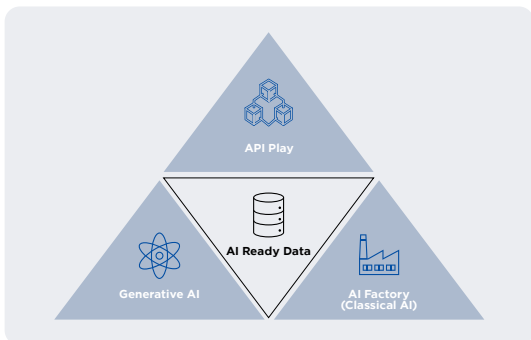 API Play
AI Ready Data
Generative AI
AI Factory
(Classical AI)